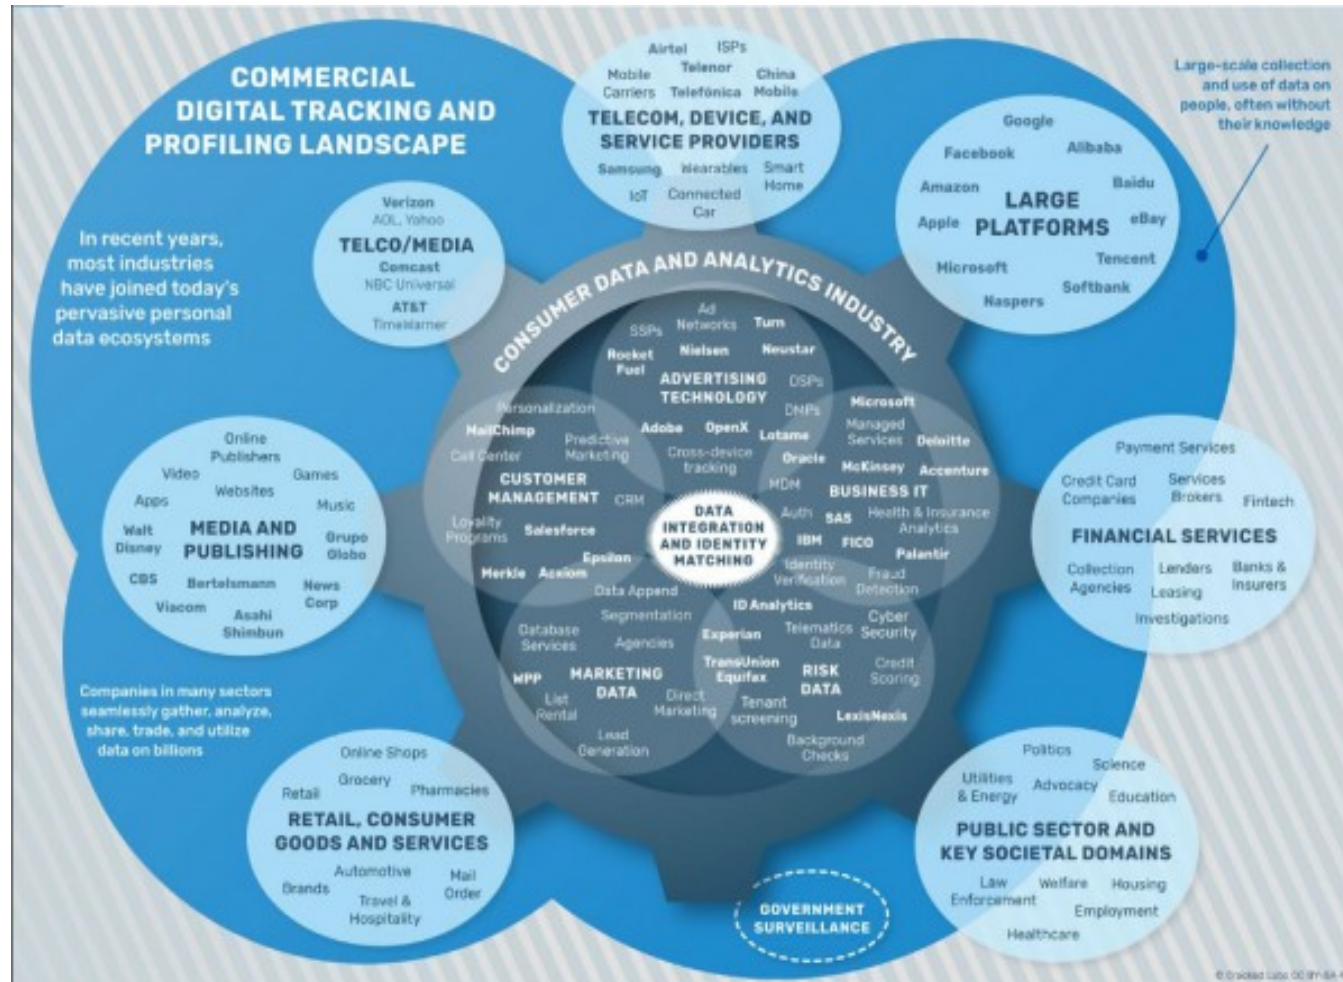 COMMERCIAL
DIGITAL TRACKING AND
PROFILING LANDSCAPE
In recent years,
most industries
have joined today's
pervasive personal
data ecosystems
Large-scale collection
and use of data on
people, often without
their knowledge
Airtel ISPs
Mobile Carriers Telenor China Mobile
Telefónica
TELECOM, DEVICE, AND
SERVICE PROVIDERS
Samsung Wearables Smart Home
IoT Connected Car
Verizon
AOL, Yahoo
TELCO/MEDIA
Comcast
NBC Universal
AT&T
TimeWarner
Google
Facebook Alibaba
Amazon Baidu
LARGE
PLATFORMS
Apple eBay
Microsoft Tencent
Naspers Softbank
CONSUMER DATA AND ANALYTICS INDUSTRY
SSPs Ad Networks Turn
Rocket Fuel Nielsen Neustar
ADVERTISING
TECHNOLOGY
DSPs
DMPs
Adobe OpenX Lotame
Cross-device
tracking
Personalization
MailChimp
Call Center
Predictive
Marketing
CUSTOMER
MANAGEMENT
CRM
Loyality
Programs
Salesforce
Epsilon
Merkle Acxiom
Microsoft
Managed
Services
Deloitte
Oracle McKinsey Accenture
MDM
BUSINESS IT
Auth SAS Health & Insurance
Analytics
IBM FICO Palantir
DATA
INTEGRATION
AND IDENTITY
MATCHING
Identity
Verification
Fraud
Detection
Data Append
Segmentation
Database
Services
Agencies
WPP
MARKETING
DATA
List
Rental
Direct
Marketing
Lead
Generation
ID Analytics
Experian
Telematics
Data
Cyber
Security
TransUnion
Equifax
RISK
DATA
Credit
Scoring
Tenant
screening
LexisNexis
Background
Checks
Online
Publishers
Video Games
Websites
Apps Music
MEDIA AND
PUBLISHING
Walt
Disney
Grupo
Globo
CBS Bertelsmann News
Corp
Viacom Asahi
Shimbun
Payment Services
Credit Card
Companies
Services
Brokers
Fintech
FINANCIAL SERVICES
Collection
Agencies
Lenders
Banks &
Insurers
Leasing
Investigations
Companies in many sectors
seamlessly gather, analyze,
share, trade, and utilize
data on billions
Online Shops
Retail Grocery Pharmacies
RETAIL, CONSUMER
GOODS AND SERVICES
Brands Automotive Mail
Order
Travel &
Hospitality
Politics
Science
Utilities
& Energy
Advocacy
Education
PUBLIC SECTOR AND
KEY SOCIETAL DOMAINS
Law
Enforcement
Welfare Housing
Employment
Healthcare
GOVERNMENT
SURVEILLANCE
© Cracked Labs CC BY-SA